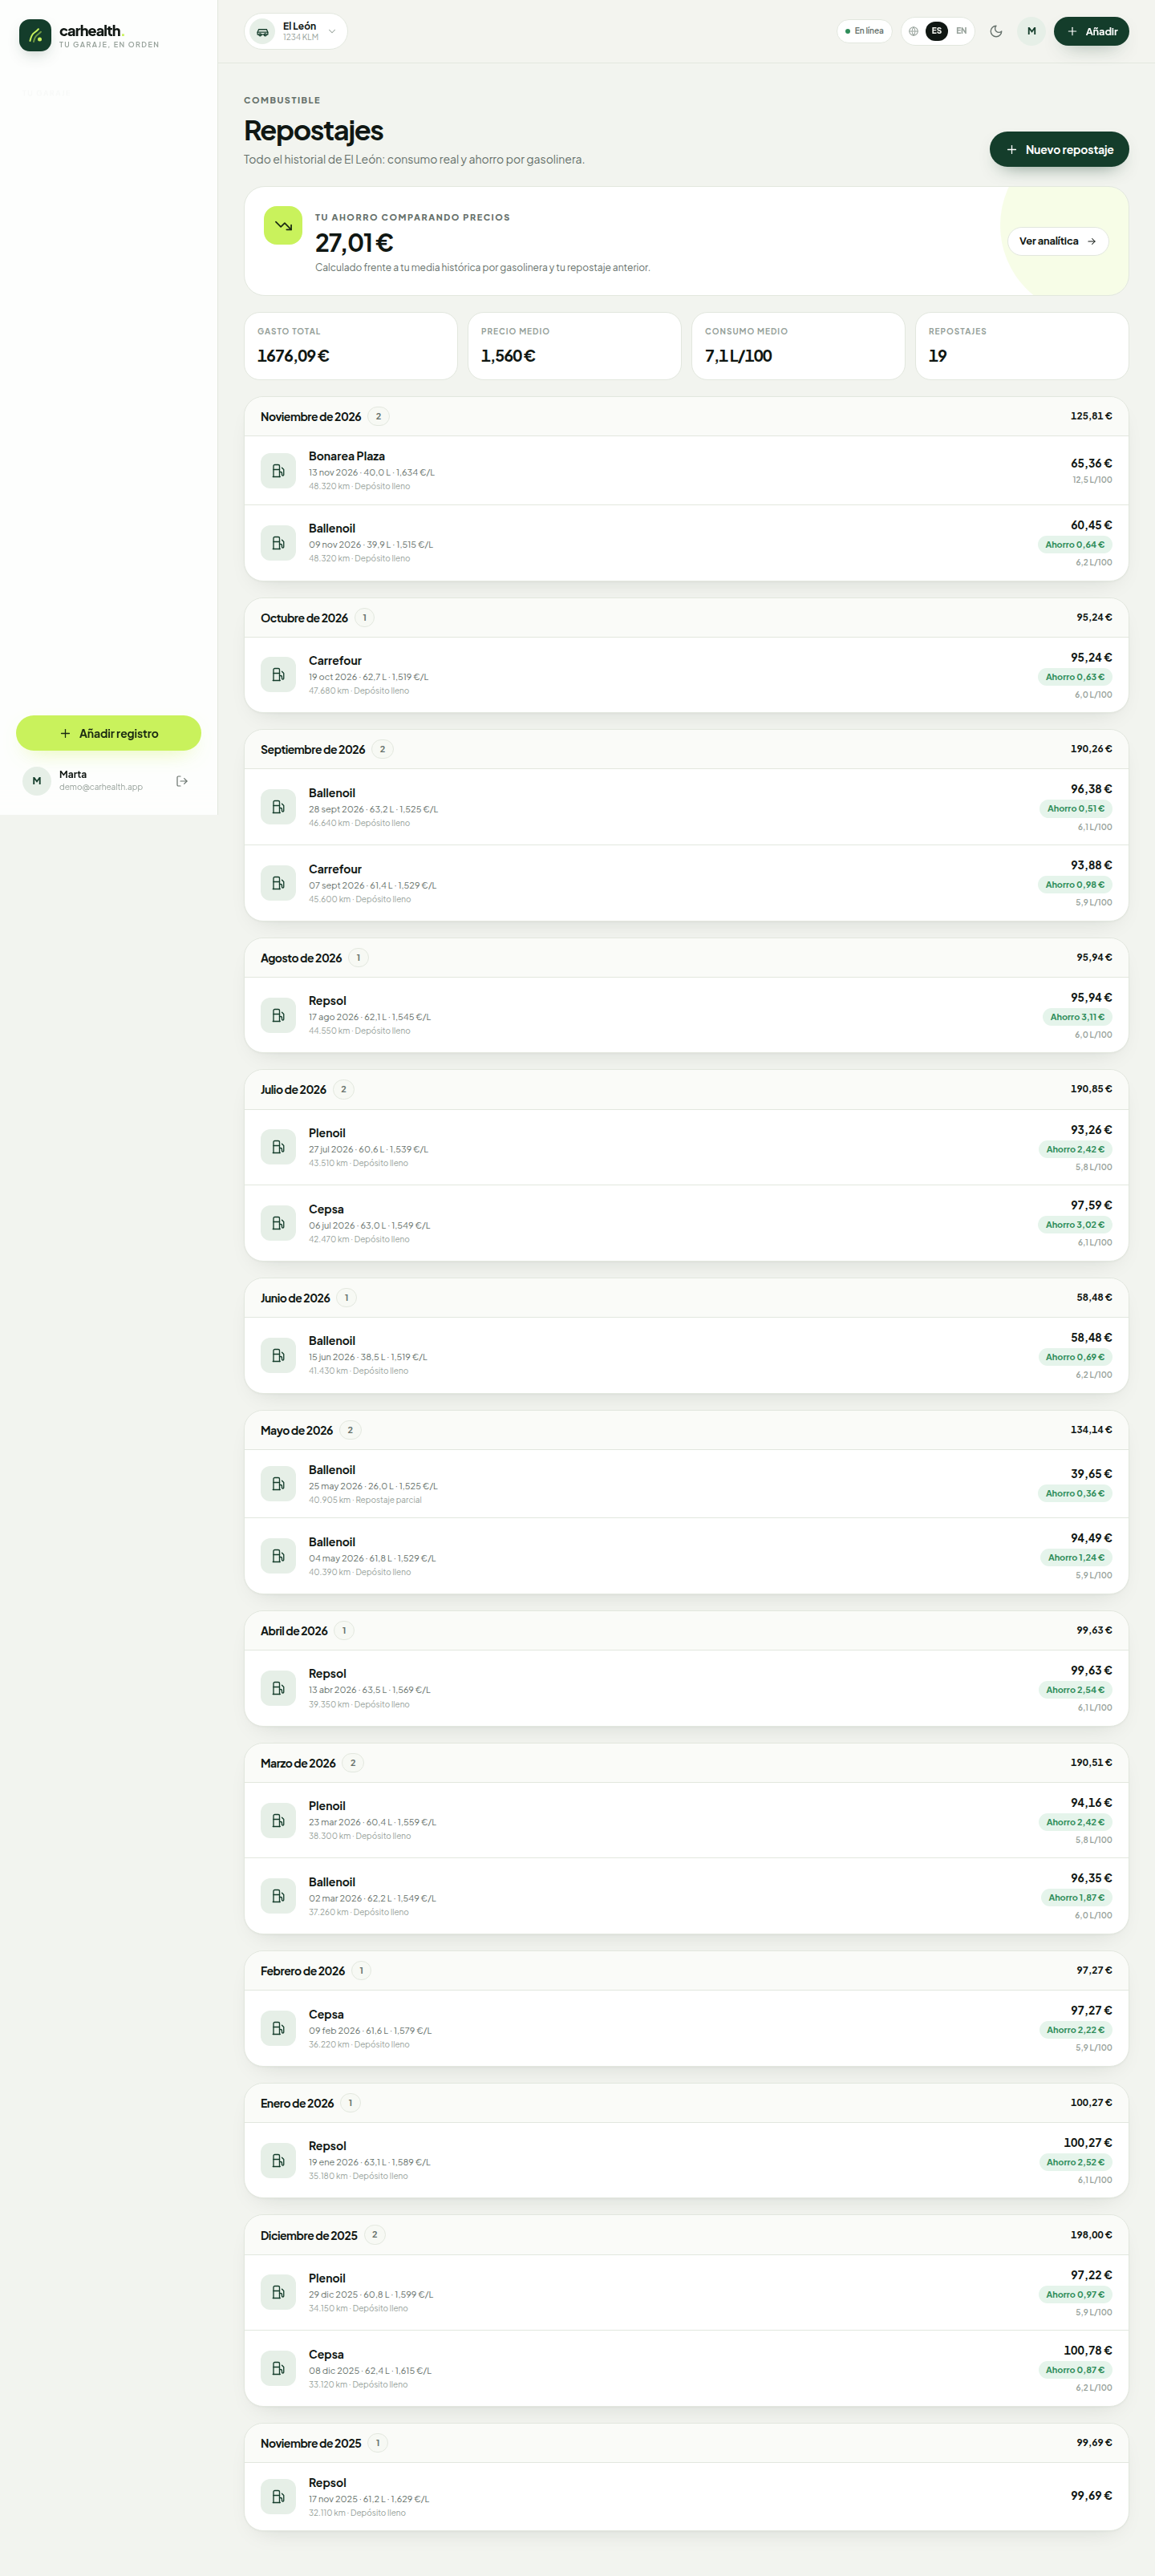 carhealth.
TU GARAJE, EN ORDEN
Tu garaje
Añadir registro
M
Marta
demo@carhealth.app
El León
1234 KLM
En línea
ES
EN
M
Añadir
COMBUSTIBLE
Repostajes
Todo el historial de El León: consumo real y ahorro por gasolinera.
Nuevo repostaje
TU AHORRO COMPARANDO PRECIOS
27,01 €
Calculado frente a tu media histórica por gasolinera y tu repostaje anterior.
Ver analítica
GASTO TOTAL
1676,09 €
PRECIO MEDIO
1,560 €
CONSUMO MEDIO
7,1 L/100
REPOSTAJES
19
Noviembre de 2026 2 125,81 €
Bonarea Plaza
13 nov 2026 · 40,0 L · 1,634 €/L
48.320 km · Depósito lleno
65,36 €
12,5 L/100
Ballenoil
09 nov 2026 · 39,9 L · 1,515 €/L
48.320 km · Depósito lleno
60,45 €
Ahorro 0,64 €
6,2 L/100
Octubre de 2026 1 95,24 €
Carrefour
19 oct 2026 · 62,7 L · 1,519 €/L
47.680 km · Depósito lleno
95,24 €
Ahorro 0,63 €
6,0 L/100
Septiembre de 2026 2 190,26 €
Ballenoil
28 sept 2026 · 63,2 L · 1,525 €/L
46.640 km · Depósito lleno
96,38 €
Ahorro 0,51 €
6,1 L/100
Carrefour
07 sept 2026 · 61,4 L · 1,529 €/L
45.600 km · Depósito lleno
93,88 €
Ahorro 0,98 €
5,9 L/100
Agosto de 2026 1 95,94 €
Repsol
17 ago 2026 · 62,1 L · 1,545 €/L
44.550 km · Depósito lleno
95,94 €
Ahorro 3,11 €
6,0 L/100
Julio de 2026 2 190,85 €
Plenoil
27 jul 2026 · 60,6 L · 1,539 €/L
43.510 km · Depósito lleno
93,26 €
Ahorro 2,42 €
5,8 L/100
Cepsa
06 jul 2026 · 63,0 L · 1,549 €/L
42.470 km · Depósito lleno
97,59 €
Ahorro 3,02 €
6,1 L/100
Junio de 2026 1 58,48 €
Ballenoil
15 jun 2026 · 38,5 L · 1,519 €/L
41.430 km · Depósito lleno
58,48 €
Ahorro 0,69 €
6,2 L/100
Mayo de 2026 2 134,14 €
Ballenoil
25 may 2026 · 26,0 L · 1,525 €/L
40.905 km · Repostaje parcial
39,65 €
Ahorro 0,36 €
Ballenoil
04 may 2026 · 61,8 L · 1,529 €/L
40.390 km · Depósito lleno
94,49 €
Ahorro 1,24 €
5,9 L/100
Abril de 2026 1 99,63 €
Repsol
13 abr 2026 · 63,5 L · 1,569 €/L
39.350 km · Depósito lleno
99,63 €
Ahorro 2,54 €
6,1 L/100
Marzo de 2026 2 190,51 €
Plenoil
23 mar 2026 · 60,4 L · 1,559 €/L
38.300 km · Depósito lleno
94,16 €
Ahorro 2,42 €
5,8 L/100
Ballenoil
02 mar 2026 · 62,2 L · 1,549 €/L
37.260 km · Depósito lleno
96,35 €
Ahorro 1,87 €
6,0 L/100
Febrero de 2026 1 97,27 €
Cepsa
09 feb 2026 · 61,6 L · 1,579 €/L
36.220 km · Depósito lleno
97,27 €
Ahorro 2,22 €
5,9 L/100
Enero de 2026 1 100,27 €
Repsol
19 ene 2026 · 63,1 L · 1,589 €/L
35.180 km · Depósito lleno
100,27 €
Ahorro 2,52 €
6,1 L/100
Diciembre de 2025 2 198,00 €
Plenoil
29 dic 2025 · 60,8 L · 1,599 €/L
34.150 km · Depósito lleno
97,22 €
Ahorro 0,97 €
5,9 L/100
Cepsa
08 dic 2025 · 62,4 L · 1,615 €/L
33.120 km · Depósito lleno
100,78 €
Ahorro 0,87 €
6,2 L/100
Noviembre de 2025 1 99,69 €
Repsol
17 nov 2025 · 61,2 L · 1,629 €/L
32.110 km · Depósito lleno
99,69 €